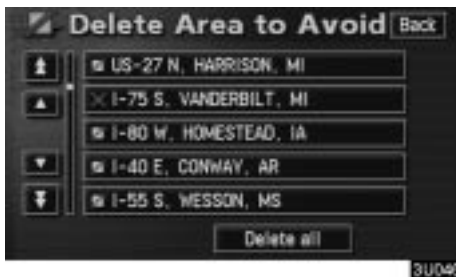 Delete Area to Avoid Back
US-27 N, HARRISON, MI
I-75 S, VANDERBILT, MI
I-80 W, HOMESTEAD, IA
I-40 E, CONWAY, AR
I-55 S, WESSON, MS
Delete all